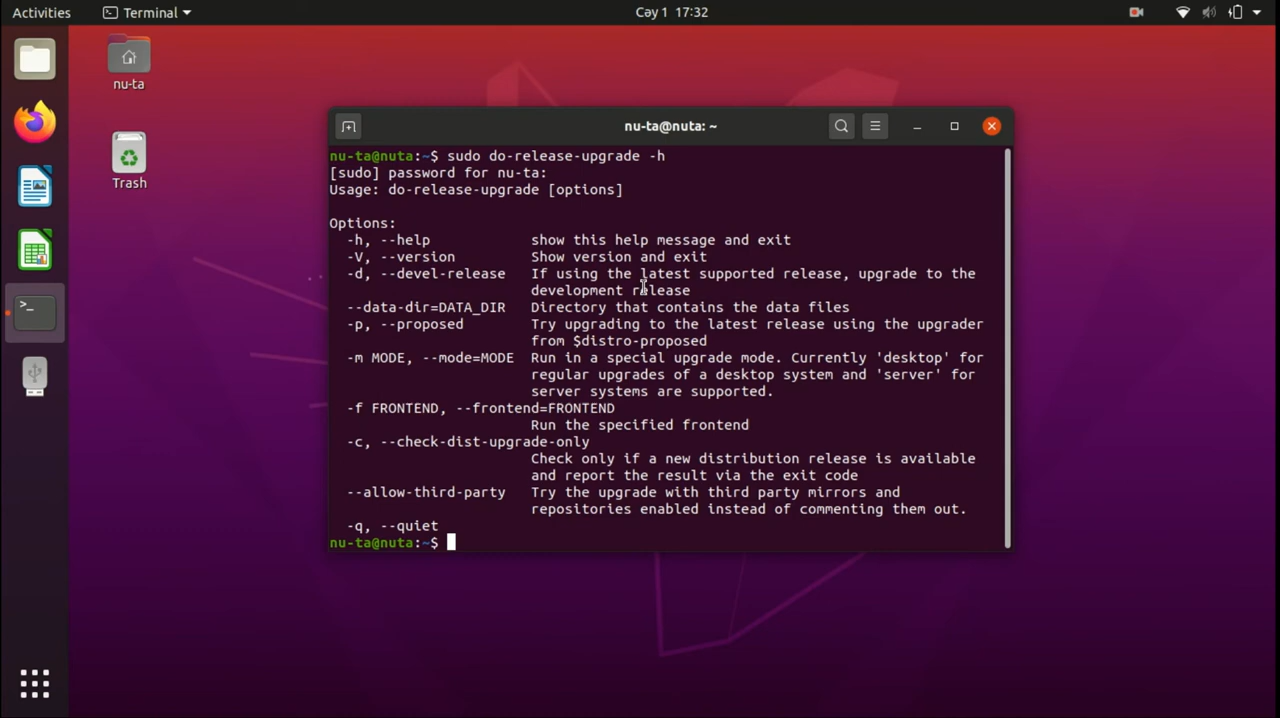 Activities
Terminal
Cəy 1 17:32
nu-ta
Trash
nu-ta@nuta: ~
nu-ta@nuta:~$ sudo do-release-upgrade -h
[sudo] password for nu-ta:
Usage: do-release-upgrade [options]
Options:
-h, --help show this help message and exit
-V, --version Show version and exit
-d, --devel-release If using the latest supported release, upgrade to the
development release
--data-dir=DATA_DIR Directory that contains the data files
-p, --proposed Try upgrading to the latest release using the upgrader
from $distro-proposed
-m MODE, --mode=MODE Run in a special upgrade mode. Currently 'desktop' for
regular upgrades of a desktop system and 'server' for
server systems are supported.
-f FRONTEND, --frontend=FRONTEND
Run the specified frontend
-c, --check-dist-upgrade-only
Check only if a new distribution release is available
and report the result via the exit code
--allow-third-party Try the upgrade with third party mirrors and
repositories enabled instead of commenting them out.
-q, --quiet
nu-ta@nuta:~$